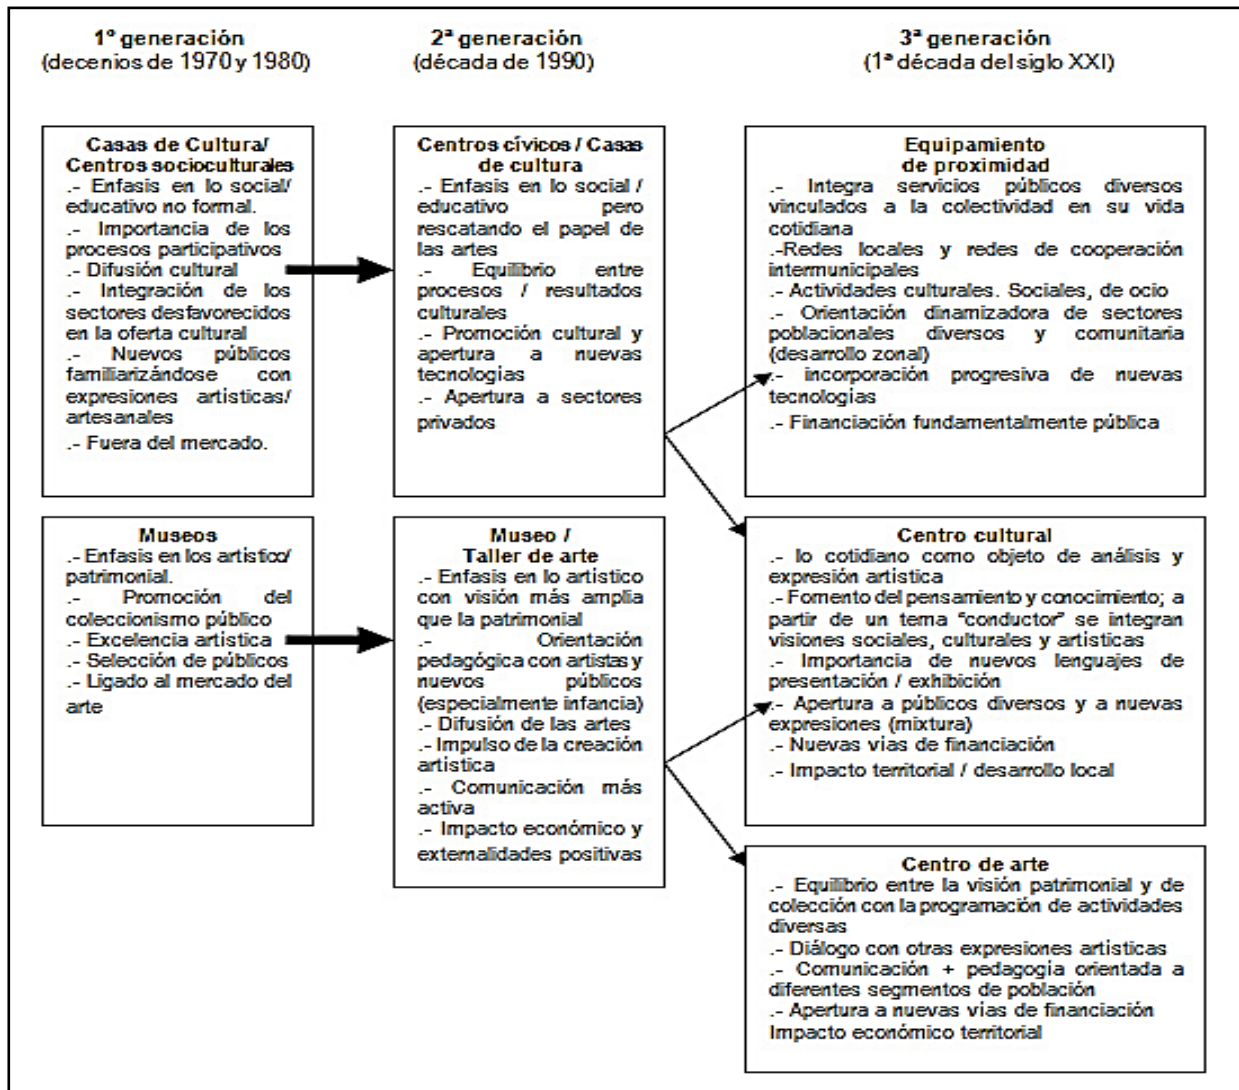 1º generación
(decenios de 1970 y 1980)
2ª generación
(década de 1990)
3ª generación
(1ª década del siglo XXI)
Casas de Cultura/
Centros socioculturales
.- Enfasis en lo social/
educativo no formal.
.- Importancia de los
procesos participativos
.- Difusión cultural
.- Integración de los
sectores desfavorecidos
en la oferta cultural
.- Nuevos públicos
familiarizándose con
expresiones artísticas/
artesanales
.- Fuera del mercado.
Centros cívicos / Casas
de cultura
.- Enfasis en lo social /
educativo pero
rescatando el papel de
las artes
.- Equilibrio entre
procesos / resultados
culturales
.- Promoción cultural y
apertura a nuevas
tecnologías
.- Apertura a sectores
privados
Equipamiento
de proximidad
.- Integra servicios públicos diversos
vinculados a la colectividad en su vida
cotidiana
.-Redes locales y redes de cooperación
intermunicipales
.- Actividades culturales. Sociales, de ocio
.- Orientación dinamizadora de sectores
poblacionales diversos y comunitaria
(desarrollo zonal)
.- incorporación progresiva de nuevas
tecnologías
.- Financiación fundamentalmente pública
Museos
.- Enfasis en los artístico/
patrimonial.
.- Promoción del
coleccionismo público
.- Excelencia artística
.- Selección de públicos
.- Ligado al mercado del
arte
Museo /
Taller de arte
.- Enfasis en lo artístico
con visión más amplia
que la patrimonial
.- Orientación
pedagógica con artistas y
nuevos públicos
(especialmente infancia)
.- Difusión de las artes
.- Impulso de la creación
artística
.- Comunicación más
activa
.- Impacto económico y
externalidades positivas
Centro cultural
.- lo cotidiano como objeto de análisis y
expresión artística
.- Fomento del pensamiento y conocimiento; a
partir de un tema “conductor” se integran
visiones sociales, culturales y artísticas
.- Importancia de nuevos lenguajes de
presentación / exhibición
.- Apertura a públicos diversos y a nuevas
expresiones (mixtura)
.- Nuevas vías de financiación
.- Impacto territorial / desarrollo local
Centro de arte
.- Equilibrio entre la visión patrimonial y de
colección con la programación de actividades
diversas
.- Diálogo con otras expresiones artísticas
.- Comunicación + pedagogía orientada a
diferentes segmentos de población
.- Apertura a nuevas vías de financiación
Impacto económico territorial